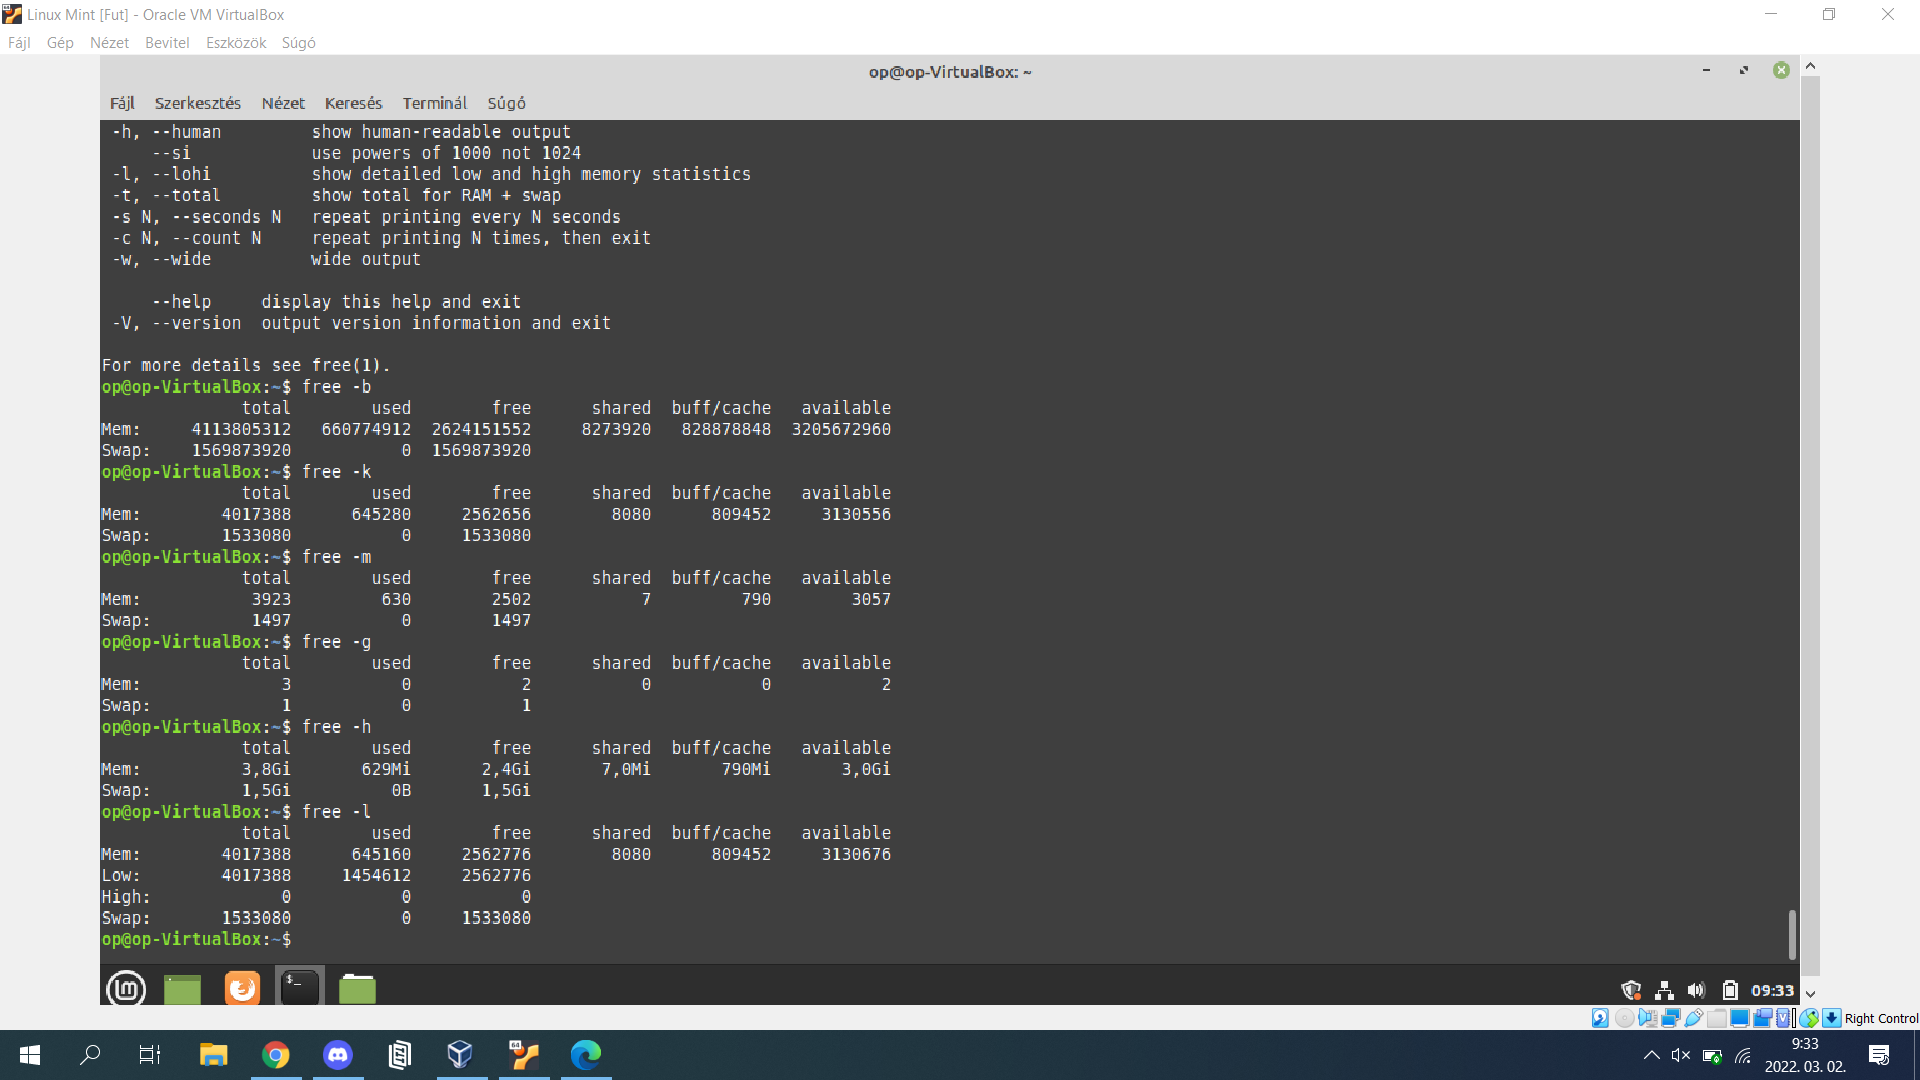 Linux Mint [Fut] - Oracle VM VirtualBox
Fájl Gép Nézet Bevitel Eszközök Súgó
op@op-VirtualBox: ~
Fájl Szerkesztés Nézet Keresés Terminál Súgó
-h, --human         show human-readable output
    --si            use powers of 1000 not 1024
-l, --lohi          show detailed low and high memory statistics
-t, --total         show total for RAM + swap
-s N, --seconds N   repeat printing every N seconds
-c N, --count N     repeat printing N times, then exit
-w, --wide          wide output
    --help     display this help and exit
-V, --version  output version information and exit
For more details see free(1).
op@op-VirtualBox:~$ free -b
              total        used        free      shared  buff/cache   available
Mem:     4113805312   660774912  2624151552     8273920   828878848  3205672960
Swap:    1569873920           0  1569873920
op@op-VirtualBox:~$ free -k
              total        used        free      shared  buff/cache   available
Mem:        4017388      645280     2562656        8080      809452     3130556
Swap:       1533080           0     1533080
op@op-VirtualBox:~$ free -m
              total        used        free      shared  buff/cache   available
Mem:           3923         630        2502           7         790        3057
Swap:          1497           0        1497
op@op-VirtualBox:~$ free -g
              total        used        free      shared  buff/cache   available
Mem:              3           0           2           0           0           2
Swap:             1           0           1
op@op-VirtualBox:~$ free -h
              total        used        free      shared  buff/cache   available
Mem:          3,8Gi       629Mi       2,4Gi       7,0Mi       790Mi       3,0Gi
Swap:         1,5Gi          0B       1,5Gi
op@op-VirtualBox:~$ free -l
              total        used        free      shared  buff/cache   available
Mem:        4017388      645160     2562776        8080      809452     3130676
Low:        4017388     1454612     2562776
High:             0           0           0
Swap:       1533080           0     1533080
op@op-VirtualBox:~$
$_
09:33
Right Control
64
9:33
2022. 03. 02.